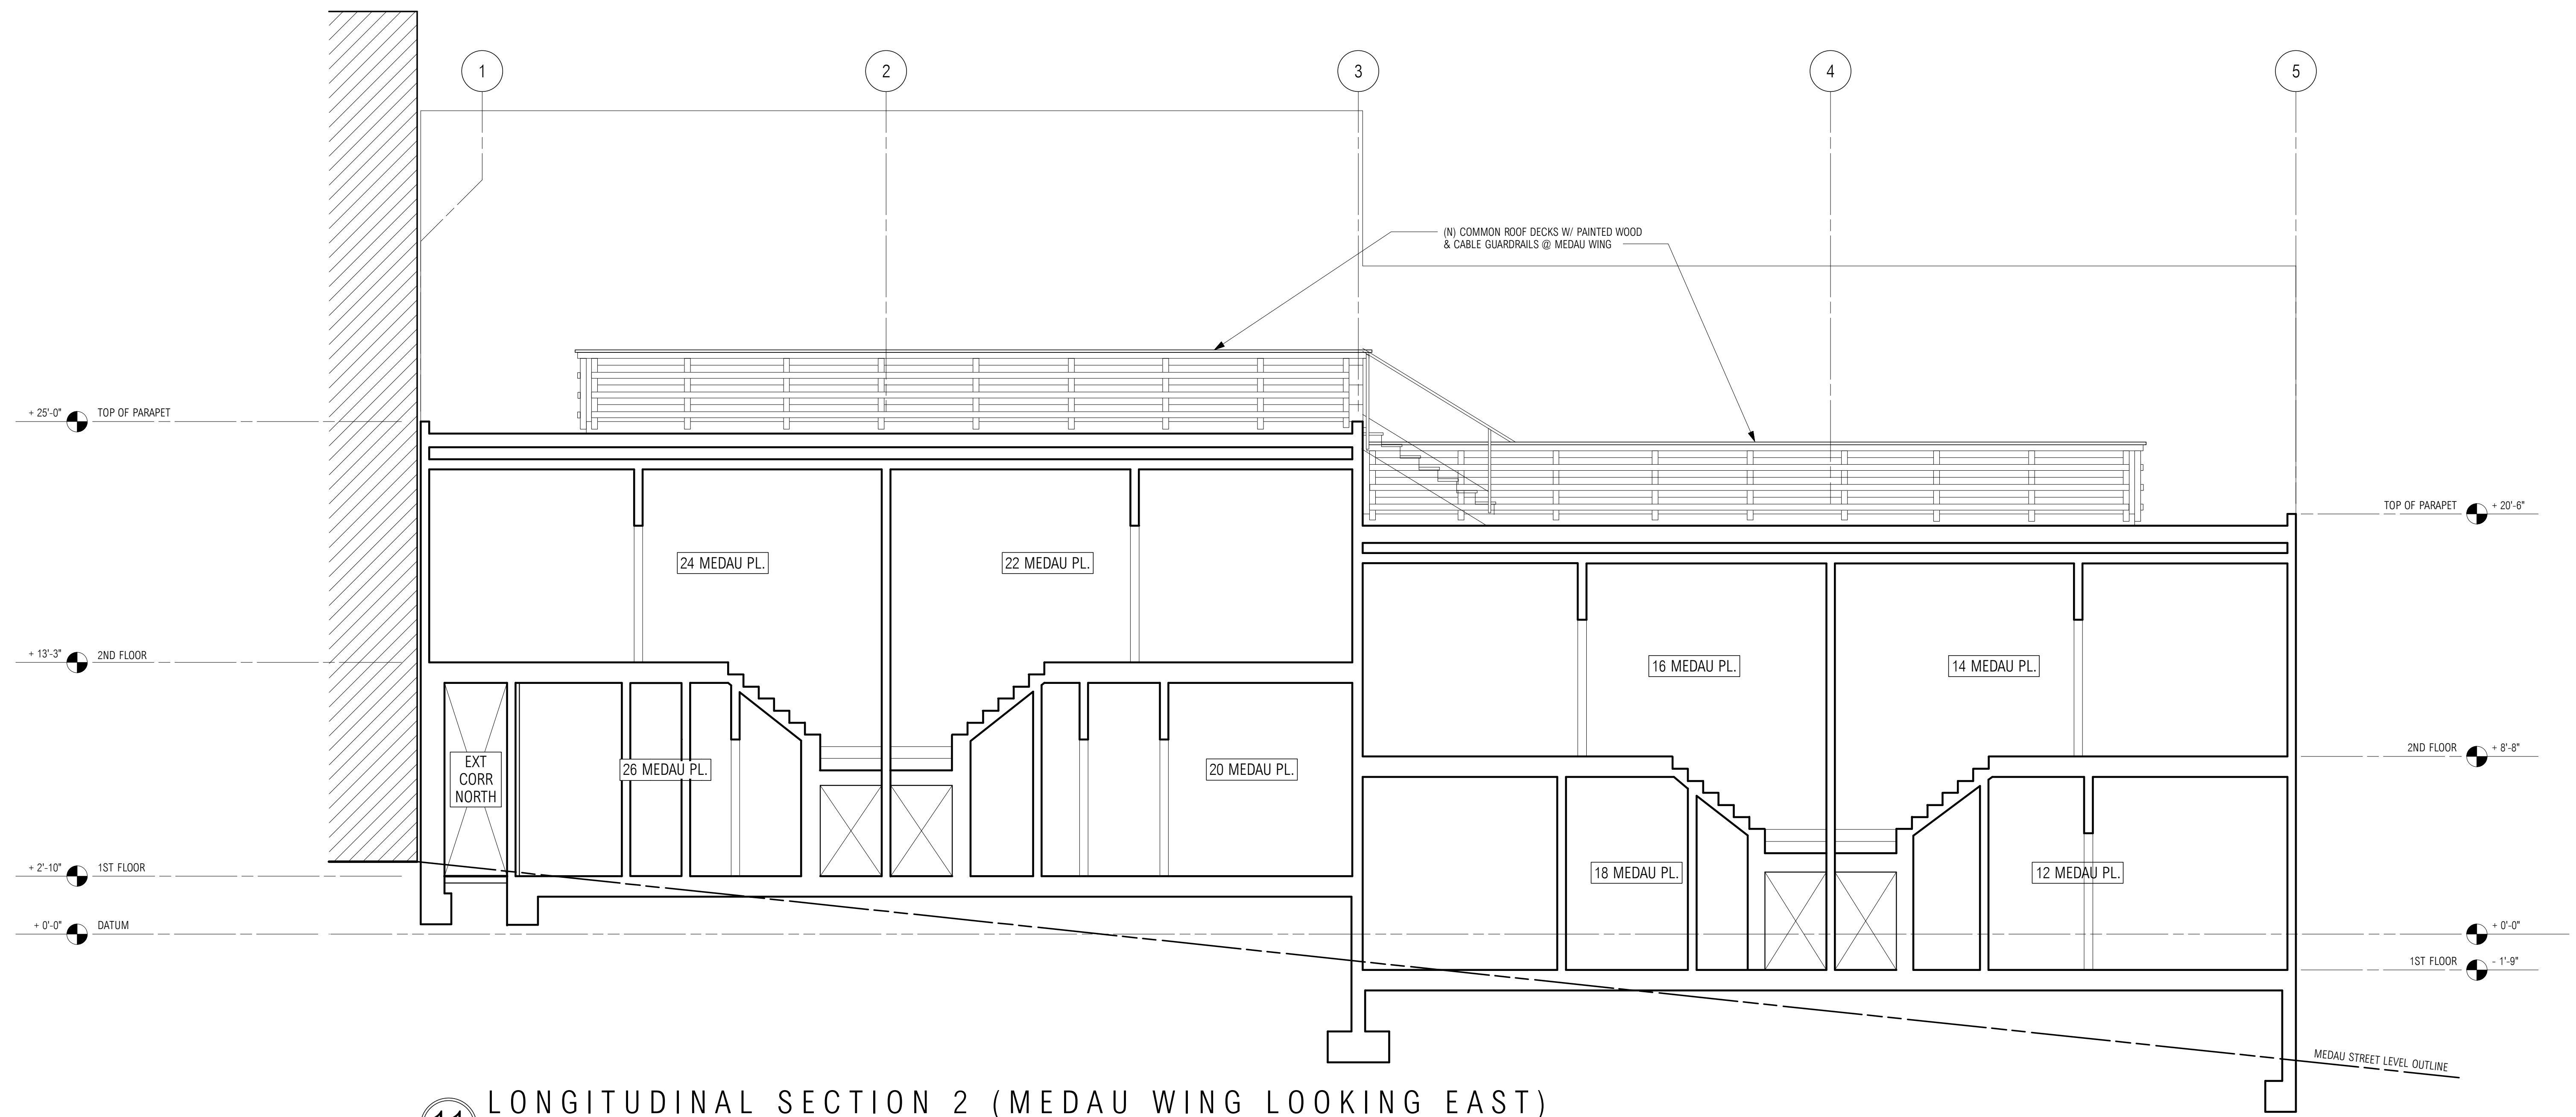 1
2
3
4
5
(N) COMMON ROOF DECKS W/ PAINTED WOOD
& CABLE GUARDRAILS @ MEDAU WING
+ 25'-0" TOP OF PARAPET
TOP OF PARAPET + 20'-6"
24 MEDAU PL.
22 MEDAU PL.
+ 13'-3" 2ND FLOOR
16 MEDAU PL.
14 MEDAU PL.
2ND FLOOR + 8'-8"
EXT
CORR
NORTH
26 MEDAU PL.
20 MEDAU PL.
+ 2'-10" 1ST FLOOR
18 MEDAU PL.
12 MEDAU PL.
+ 0'-0" DATUM
+ 0'-0"
1ST FLOOR - 1'-9"
MEDAU STREET LEVEL OUTLINE
11
LONGITUDINAL SECTION 2 (MEDAU WING LOOKING EAST)